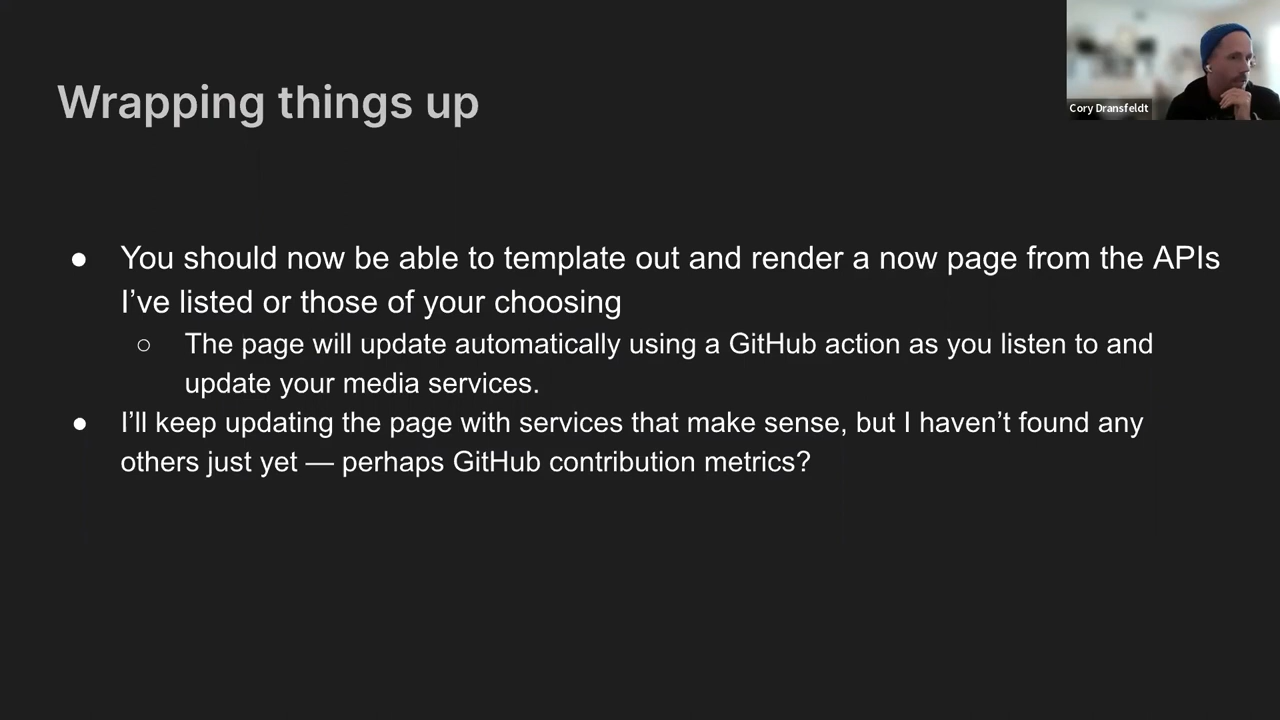 Wrapping things up
Cory Dransfeldt
● You should now be able to template out and render a now page from the APIs
I’ve listed or those of your choosing
○ The page will update automatically using a GitHub action as you listen to and
update your media services.
● I’ll keep updating the page with services that make sense, but I haven’t found any
others just yet — perhaps GitHub contribution metrics?